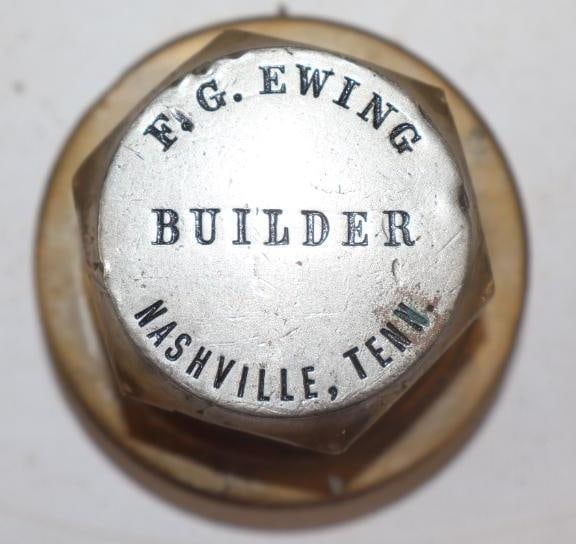 F. G. EWING
BUILDER
NASHVILLE, TENN.